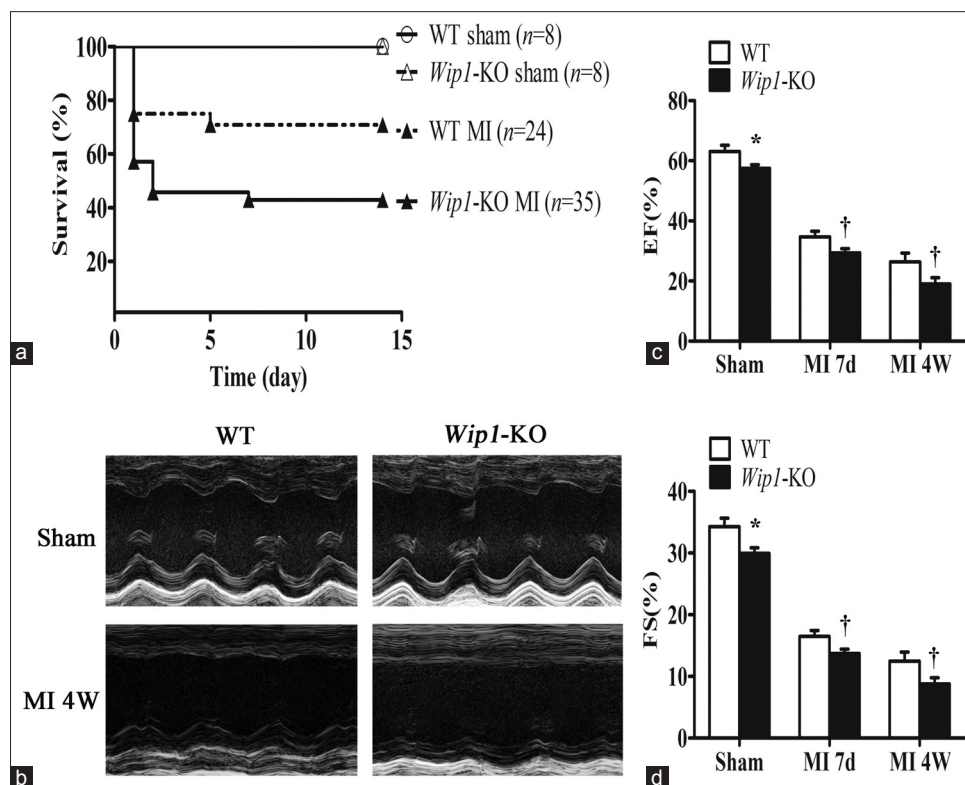 WT sham (n=8)
Wip1-KO sham (n=8)
WT MI (n=24)
Wip1-KO MI (n=35)
Survival (%)
100
80
60
40
20
0
5
10
15
Time (day)
a
WT
Wip1-KO
Sham
MI 4W
b
WT
Wip1-KO
EF(%)
80
60
40
20
0
*
†
†
Sham
MI 7d
MI 4W
c
WT
Wip1-KO
FS(%)
40
30
20
10
0
*
†
†
Sham
MI 7d
MI 4W
d